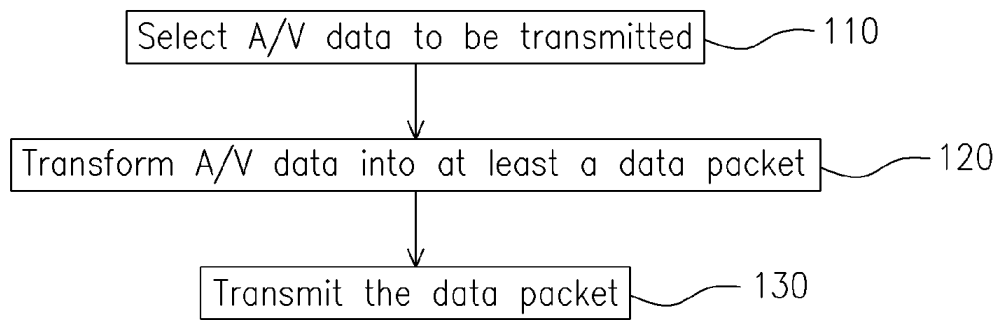 Select A/V data to be transmitted
110
Transform A/V data into at least a data packet
120
Transmit the data packet
130